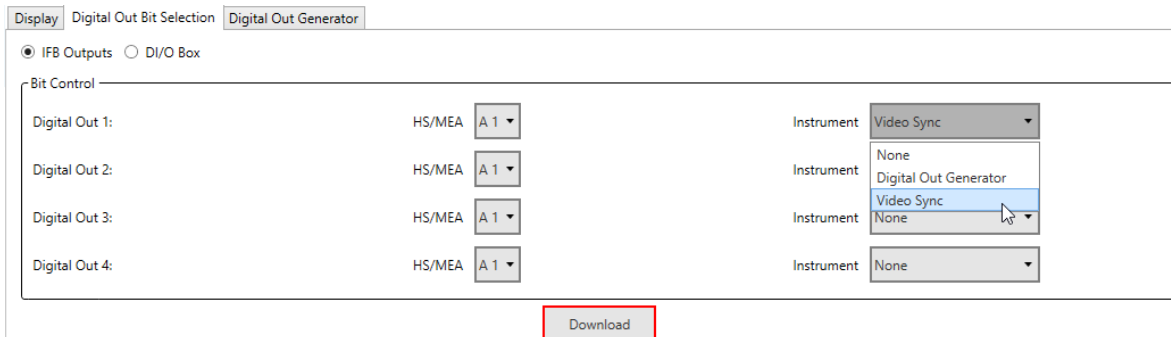 Display Digital Out Bit Selection Digital Out Generator
IFB Outputs DI/O Box
Bit Control
Digital Out 1: HS/MEA A 1 Instrument Video Sync
None
Digital Out 2: HS/MEA A 1 Instrument
Digital Out Generator
Video Sync
Digital Out 3: HS/MEA A 1 Instrument None
Digital Out 4: HS/MEA A 1 Instrument None
Download